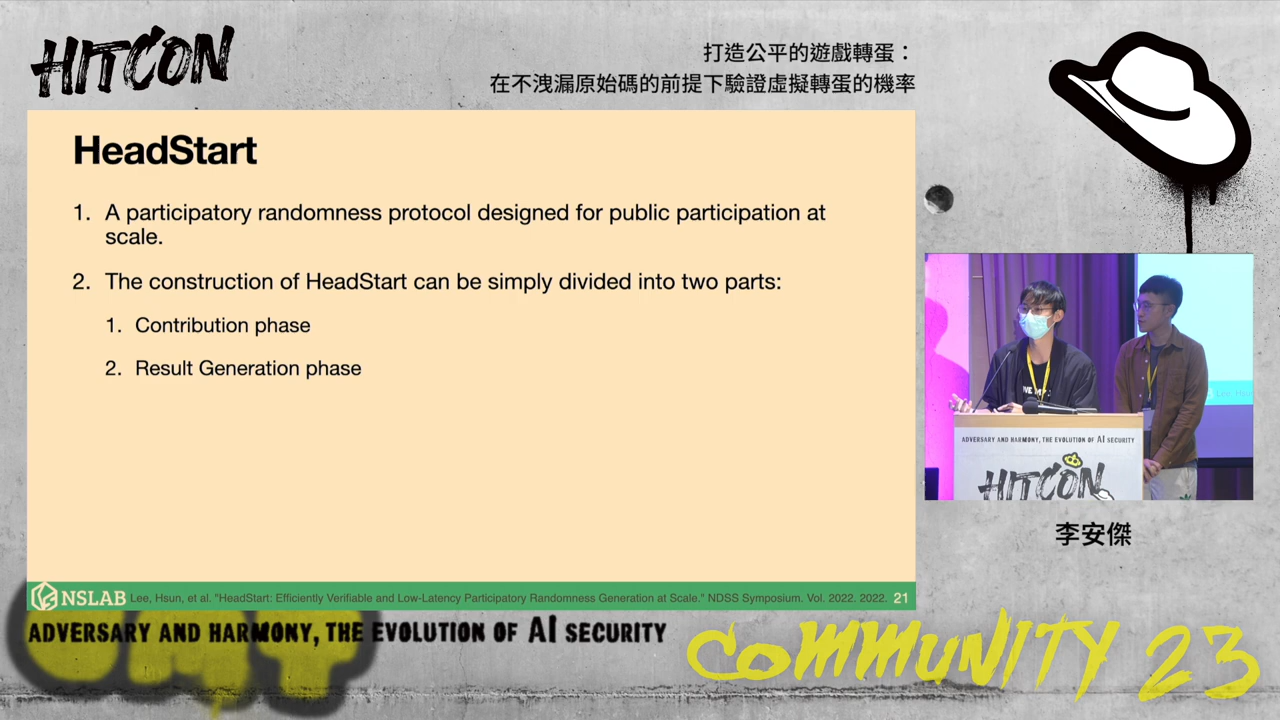 HITCON
打造公平的遊戲轉蛋：
在不洩漏原始碼的前提下驗證虛擬轉蛋的機率
HeadStart
1. A participatory randomness protocol designed for public participation at
scale.
2. The construction of HeadStart can be simply divided into two parts:
1. Contribution phase
2. Result Generation phase
NSLAB Lee, Hsun, et al. "HeadStart: Efficiently Verifiable and Low-Latency Participatory Randomness Generation at Scale." NDSS Symposium. Vol. 2022. 2022. 21
ADVERSARY AND HARMONY, THE EVOLUTION OF AI SECURITY
HITCON
李安傑
ADVERSARY AND HARMONY, THE EVOLUTION OF AI SECURITY
COMMUNITY 23